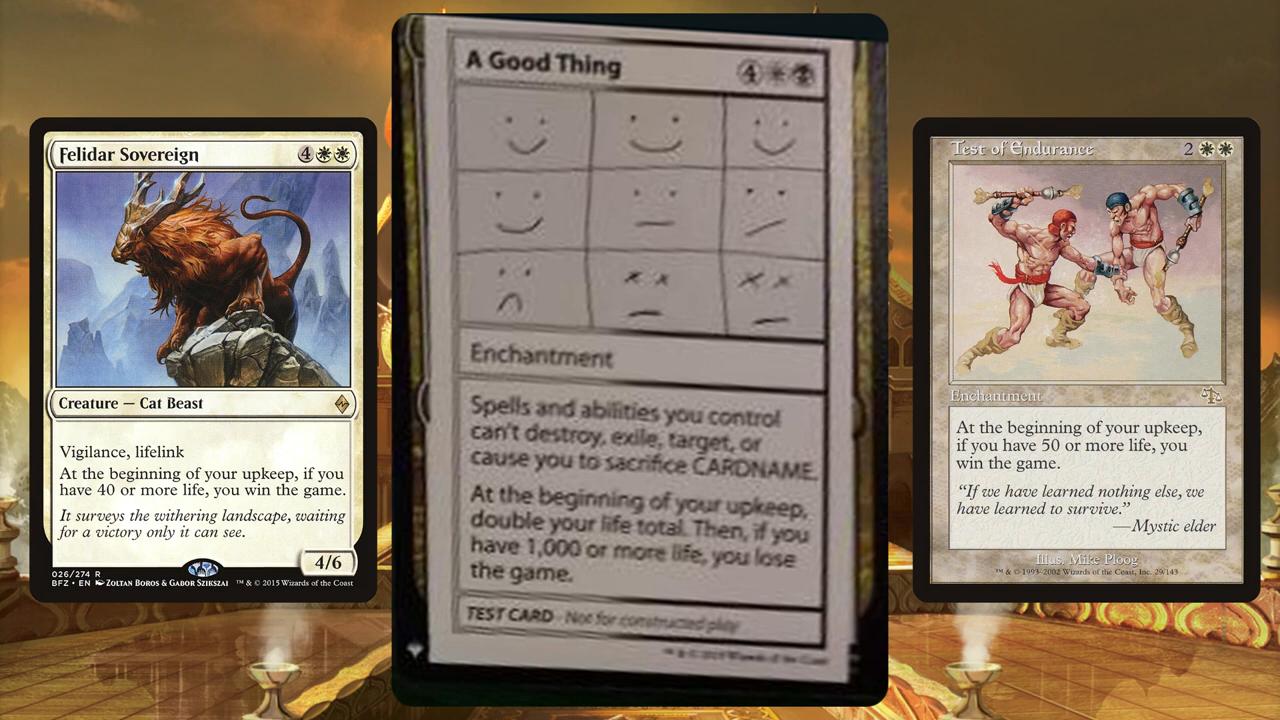 Felidar Sovereign
4
Creature — Cat Beast
Vigilance, lifelink
At the beginning of your upkeep, if you
have 40 or more life, you win the game.
It surveys the withering landscape, waiting
for a victory only it can see.
4/6
026/274 R
BFZ • EN Zoltan Boros & Gabor Szikszai
™ & © 2015 Wizards of the Coast
A Good Thing
4
Enchantment
Spells and abilities you control
can't destroy, exile, target, or
cause you to sacrifice CARDNAME.
At the beginning of your upkeep,
double your life total. Then, if you
have 1,000 or more life, you lose
the game.
TEST CARD - Not for constructed play
™ & © 2019 Wizards of the Coast
Test of Endurance
2
Enchantment
At the beginning of your upkeep,
if you have 50 or more life, you
win the game.
“If we have learned nothing else, we
have learned to survive.”
—Mystic elder
Illus. Mike Ploog
™ & © 1993–2002 Wizards of the Coast, Inc. 29/143